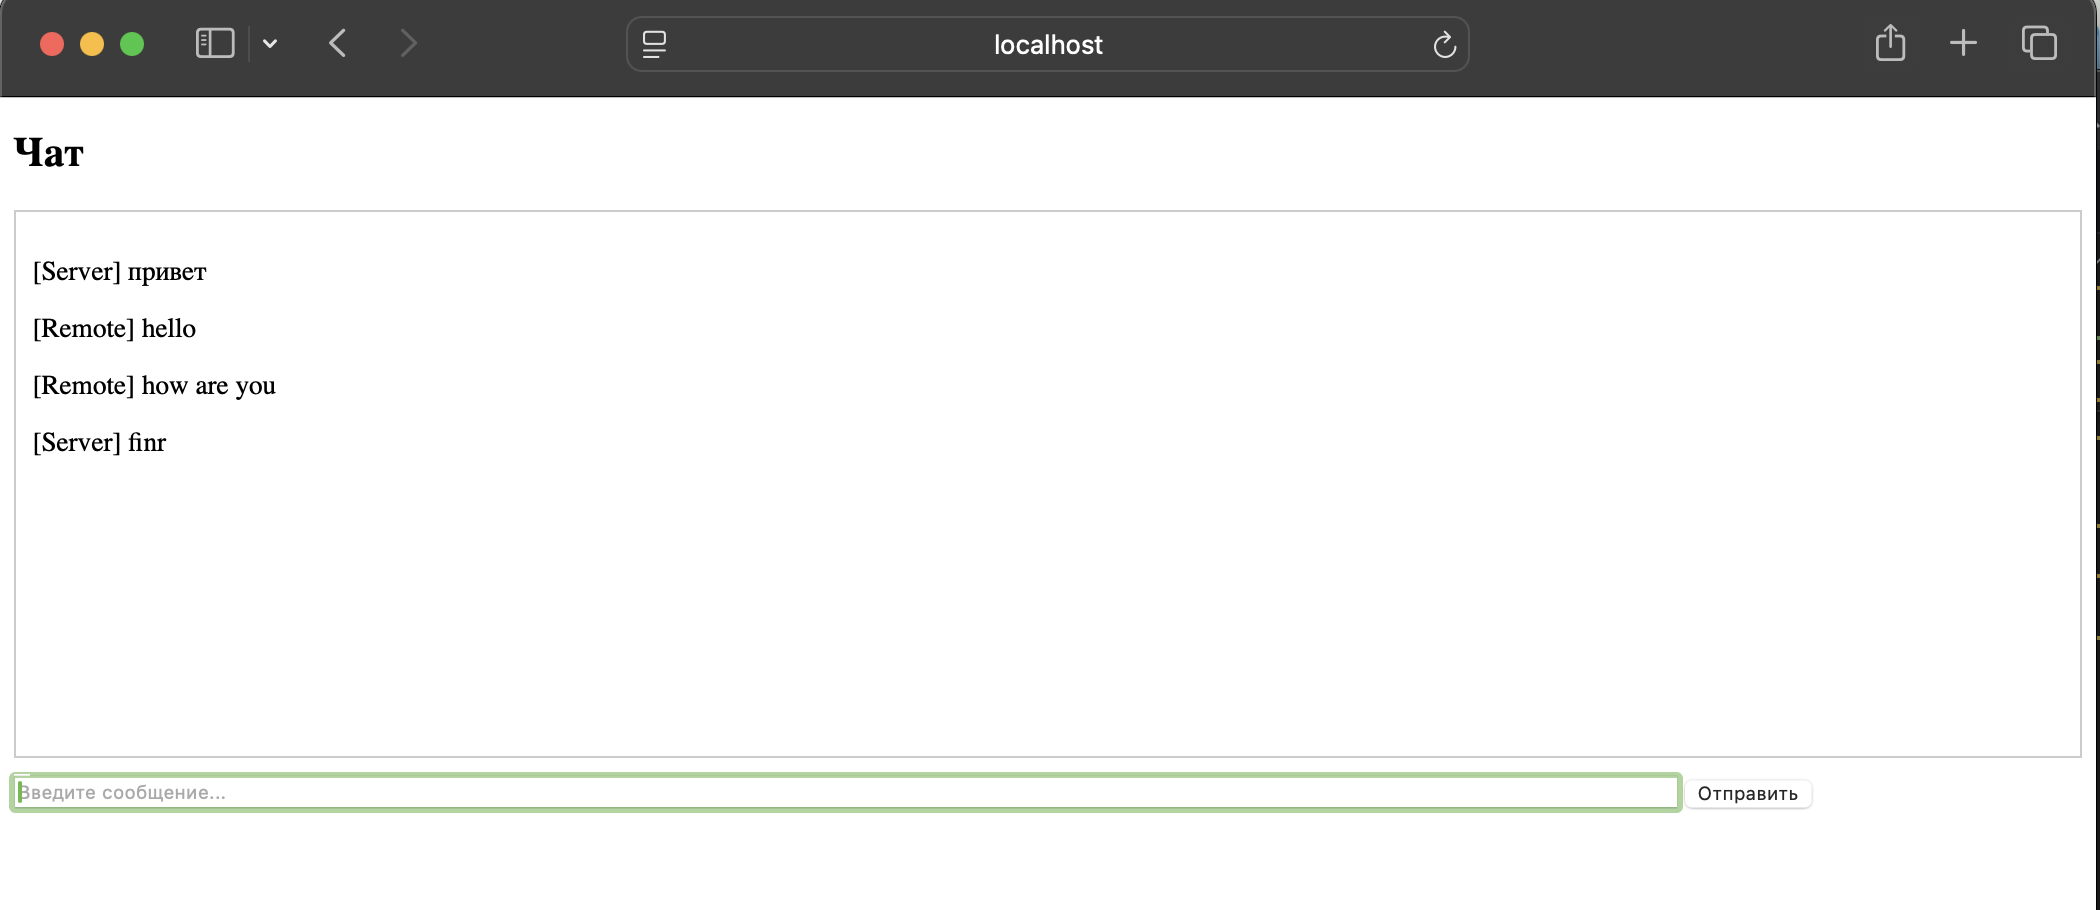 localhost
Чат
[Server] привет
[Remote] hello
[Remote] how are you
[Server] finr
Введите сообщение...
Отправить